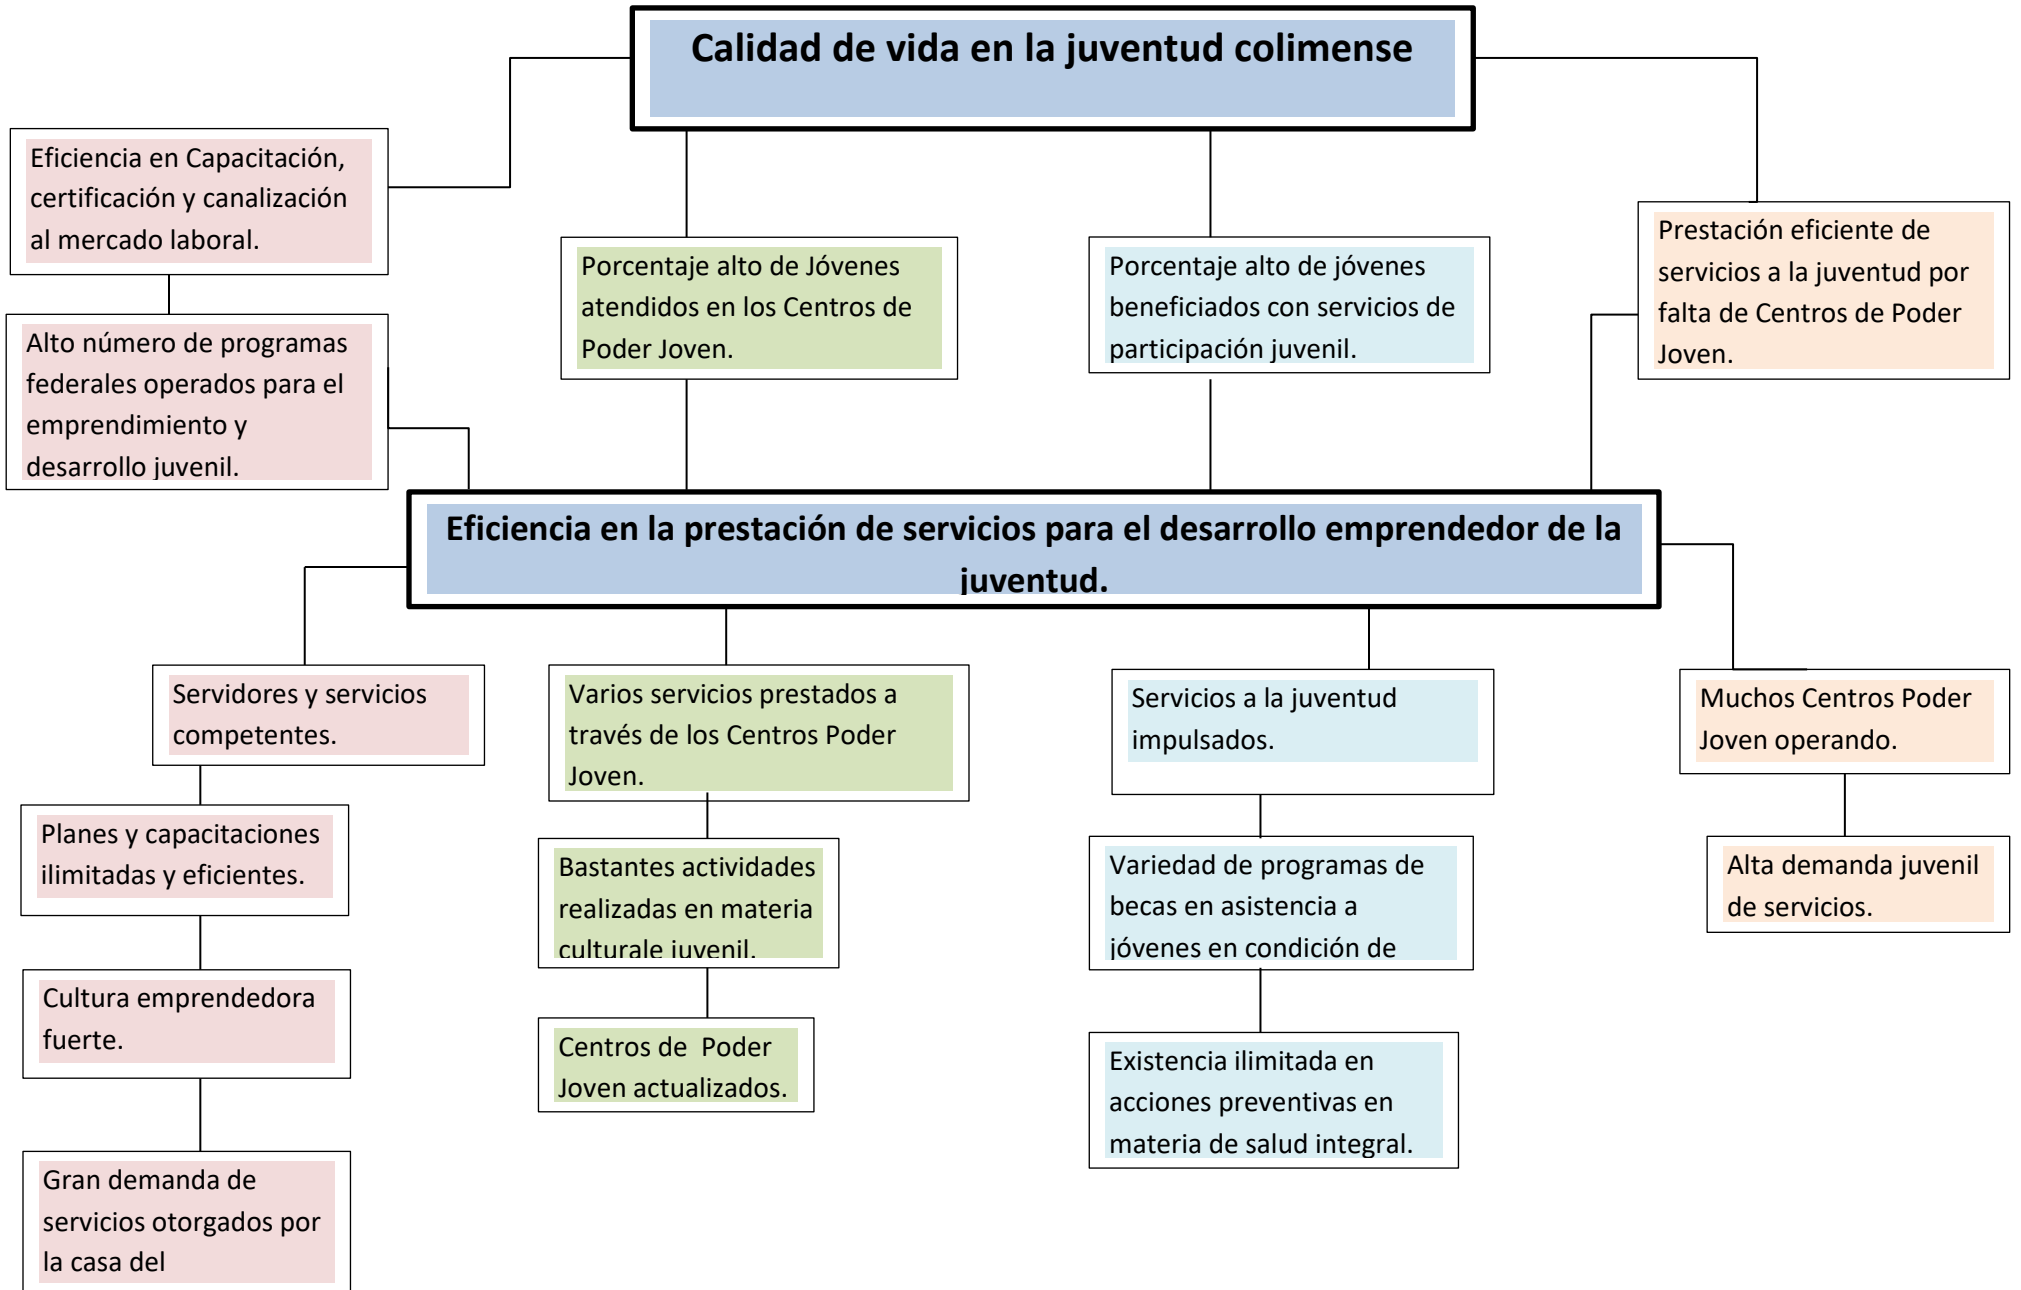 Calidad de vida en la juventud colimense
Eficiencia en Capacitación,
certificación y canalización
al mercado laboral.
Porcentaje alto de Jóvenes
atendidos en los Centros de
Poder Joven.
Porcentaje alto de jóvenes
beneficiados con servicios de
participación juvenil.
Prestación eficiente de
servicios a la juventud por
falta de Centros de Poder
Joven.
Alto número de programas
federales operados para el
emprendimiento y
desarrollo juvenil.
Eficiencia en la prestación de servicios para el desarrollo emprendedor de la
juventud.
Servidores y servicios
competentes.
Planes y capacitaciones
ilimitadas y eficientes.
Cultura emprendedora
fuerte.
Gran demanda de
servicios otorgados por
la casa del
Varios servicios prestados a
través de los Centros Poder
Joven.
Bastantes actividades
realizadas en materia
culturale juvenil.
Centros de  Poder
Joven actualizados.
Servicios a la juventud
impulsados.
Variedad de programas de
becas en asistencia a
jóvenes en condición de
Existencia ilimitada en
acciones preventivas en
materia de salud integral.
Muchos Centros Poder
Joven operando.
Alta demanda juvenil
de servicios.